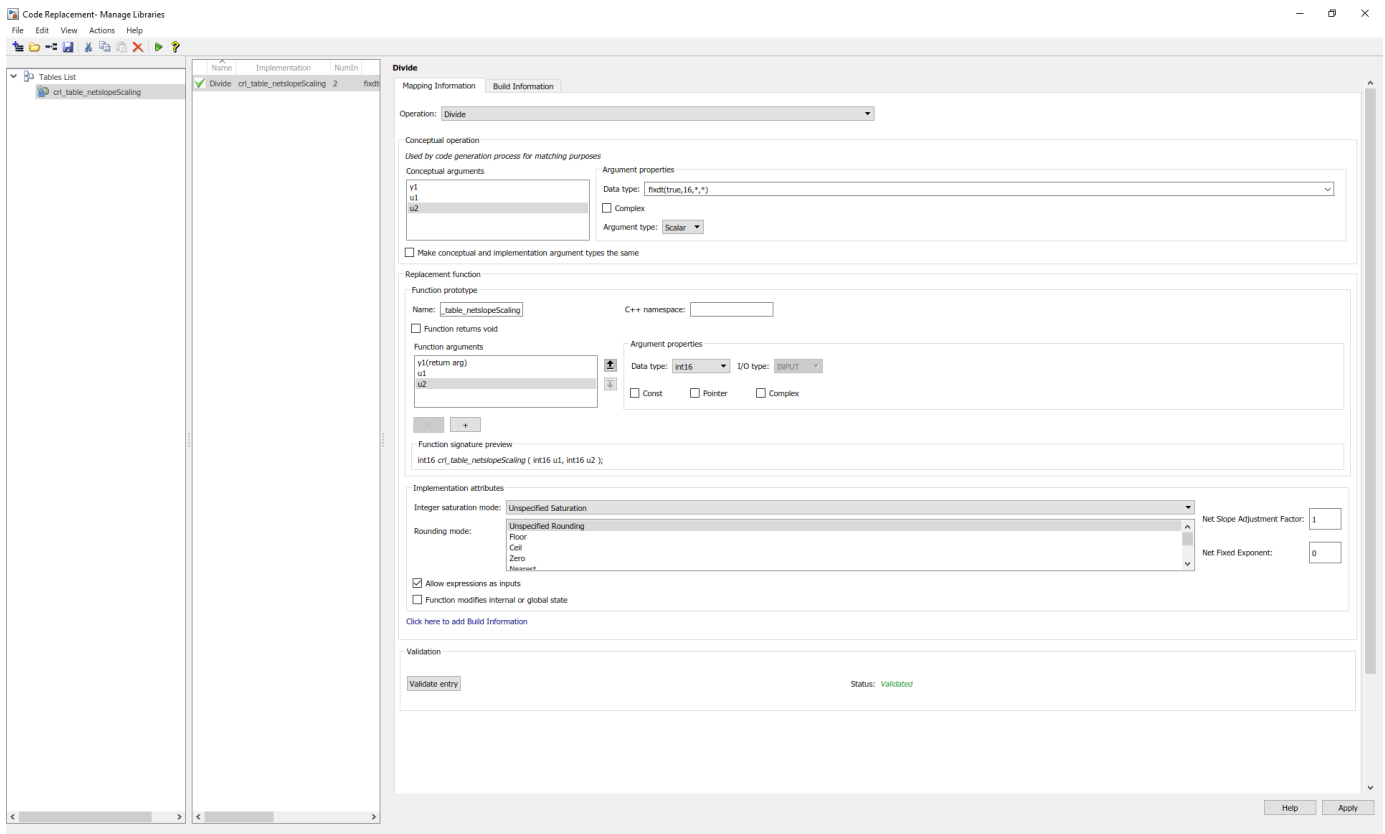 Code Replacement- Manage Libraries
File Edit View Actions Help
Tables List
crl_table_netslopeScaling
Name Implementation NumIn
Divide crl_table_netslopeScaling 2 fixdt
Divide
Mapping Information Build Information
Operation: Divide
Conceptual operation
Used by code generation process for matching purposes
Conceptual arguments
y1
u1
u2
Argument properties
Data type: fixdt(true,16,*,*)
Complex
Argument type: Scalar
Make conceptual and implementation argument types the same
Replacement function
Function prototype
Name: _table_netslopeScaling C++ namespace:
Function returns void
Function arguments
y1(return arg)
u1
u2
Argument properties
Data type: int16 I/O type: INPUT
Const Pointer Complex
+
Function signature preview
int16 crl_table_netslopeScaling ( int16 u1, int16 u2 );
Implementation attributes
Integer saturation mode: Unspecified Saturation
Rounding mode: Unspecified Rounding
Floor
Ceil
Zero
Nearest
Net Slope Adjustment Factor: 1
Net Fixed Exponent: 0
Allow expressions as inputs
Function modifies internal or global state
Click here to add Build Information
Validation
Validate entry Status: Validated
Help Apply